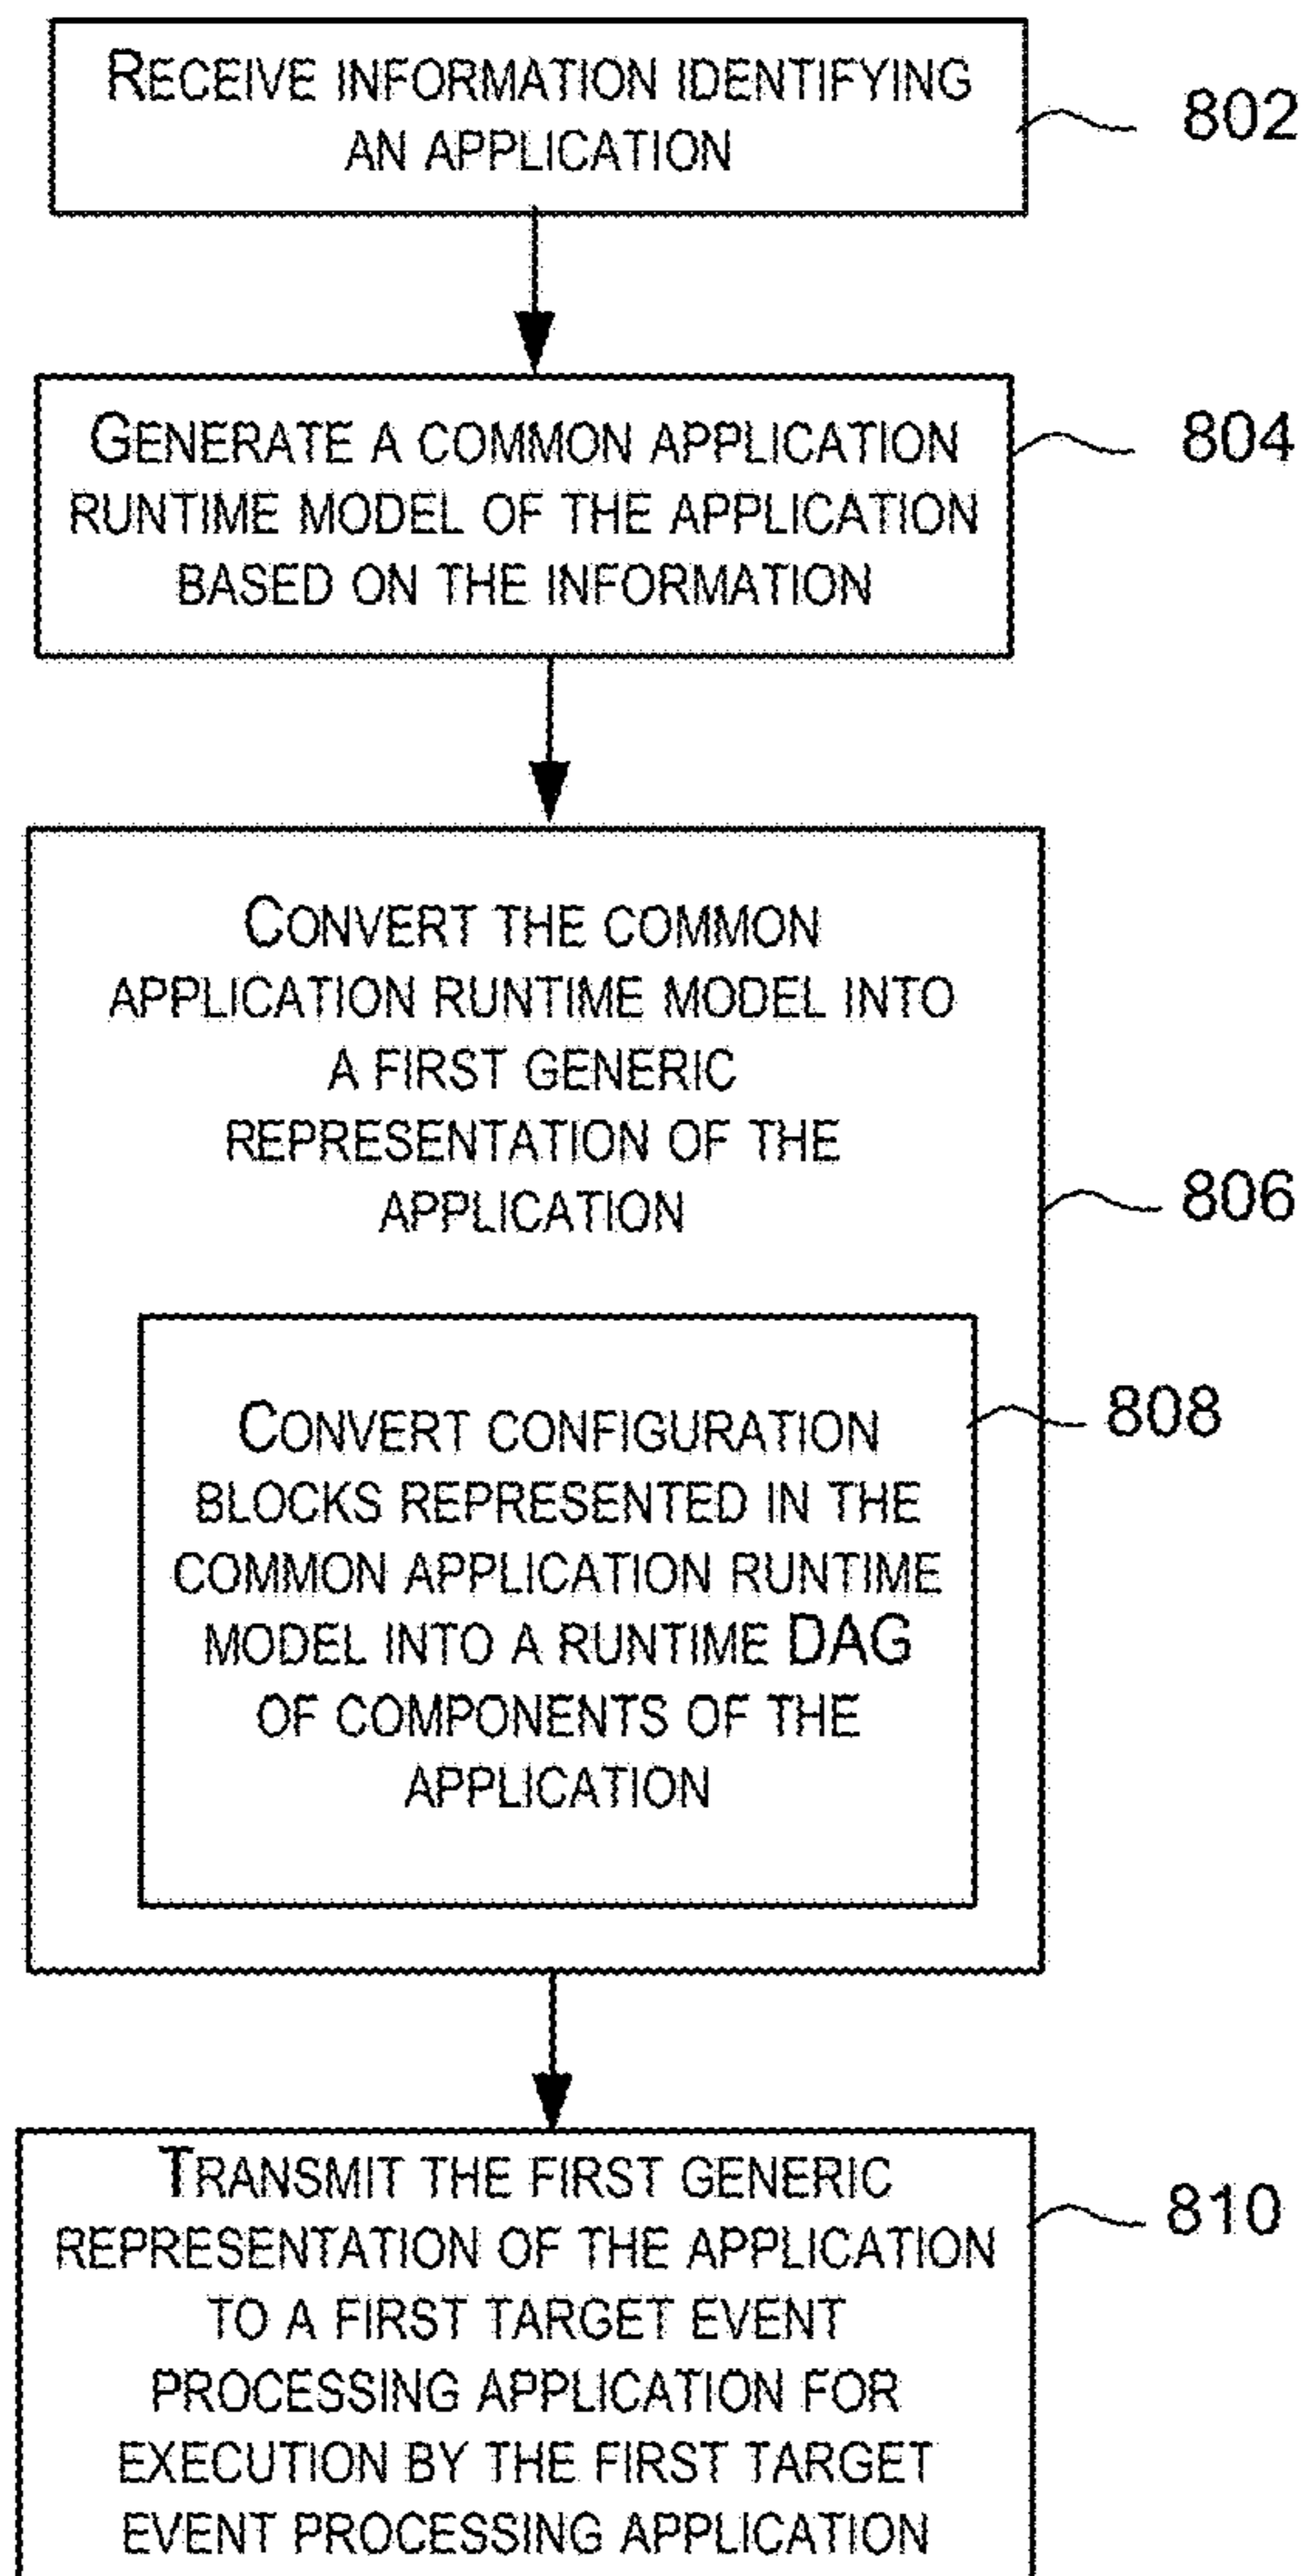 RECEIVE INFORMATION IDENTIFYING
AN APPLICATION
802
GENERATE A COMMON APPLICATION
RUNTIME MODEL OF THE APPLICATION
BASED ON THE INFORMATION
804
CONVERT THE COMMON
APPLICATION RUNTIME MODEL INTO
A FIRST GENERIC
REPRESENTATION OF THE
APPLICATION
806
CONVERT CONFIGURATION
BLOCKS REPRESENTED IN THE
COMMON APPLICATION RUNTIME
MODEL INTO A RUNTIME DAG
OF COMPONENTS OF THE
APPLICATION
808
TRANSMIT THE FIRST GENERIC
REPRESENTATION OF THE APPLICATION
TO A FIRST TARGET EVENT
PROCESSING APPLICATION FOR
EXECUTION BY THE FIRST TARGET
EVENT PROCESSING APPLICATION
810